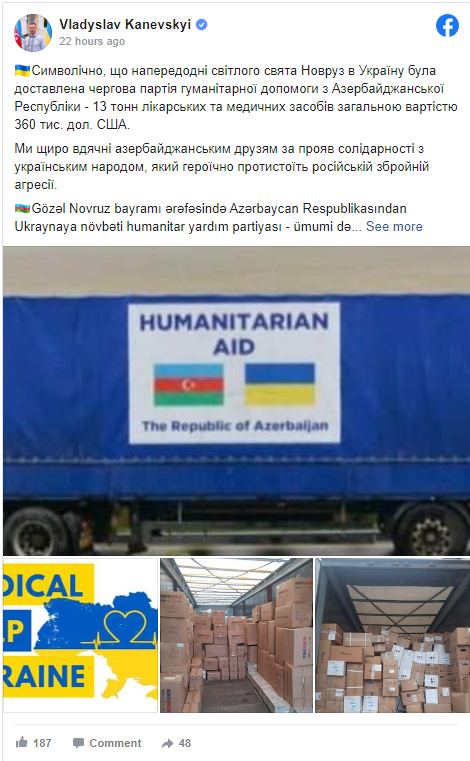 Vladyslav Kanevskyi
22 hours ago
🇺🇦Символічно, що напередодні світлого свята Новруз в Україну була
доставлена чергова партія гуманітарної допомоги з Азербайджанської
Республіки - 13 тонн лікарських та медичних засобів загальною вартістю
360 тис. дол. США.
Ми щиро вдячні азербайджанським друзям за прояв солідарності з
українським народом, який героїчно протистоїть російській збройній
агресії.
🇦🇿Gözəl Novruz bayramı ərəfəsində Azərbaycan Respublikasından
Ukraynaya növbəti humanitar yardım partiyası - ümumi də... See more
HUMANITARIAN
AID
The Republic of Azerbaijan
DICAL
P
RAINE
187 Comment 48